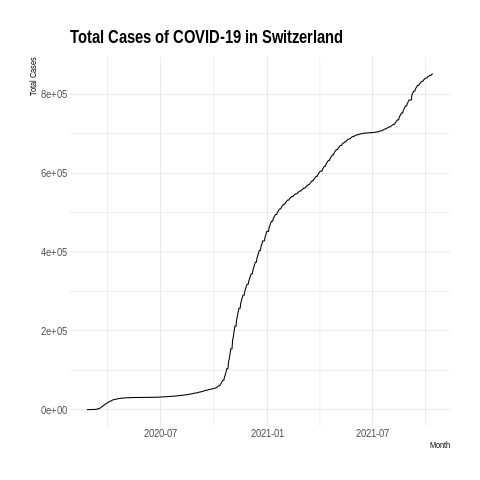 Total Cases of COVID-19 in Switzerland
Total Cases
8e+05
6e+05
4e+05
2e+05
0e+00
2020-07 2021-01 2021-07
Month